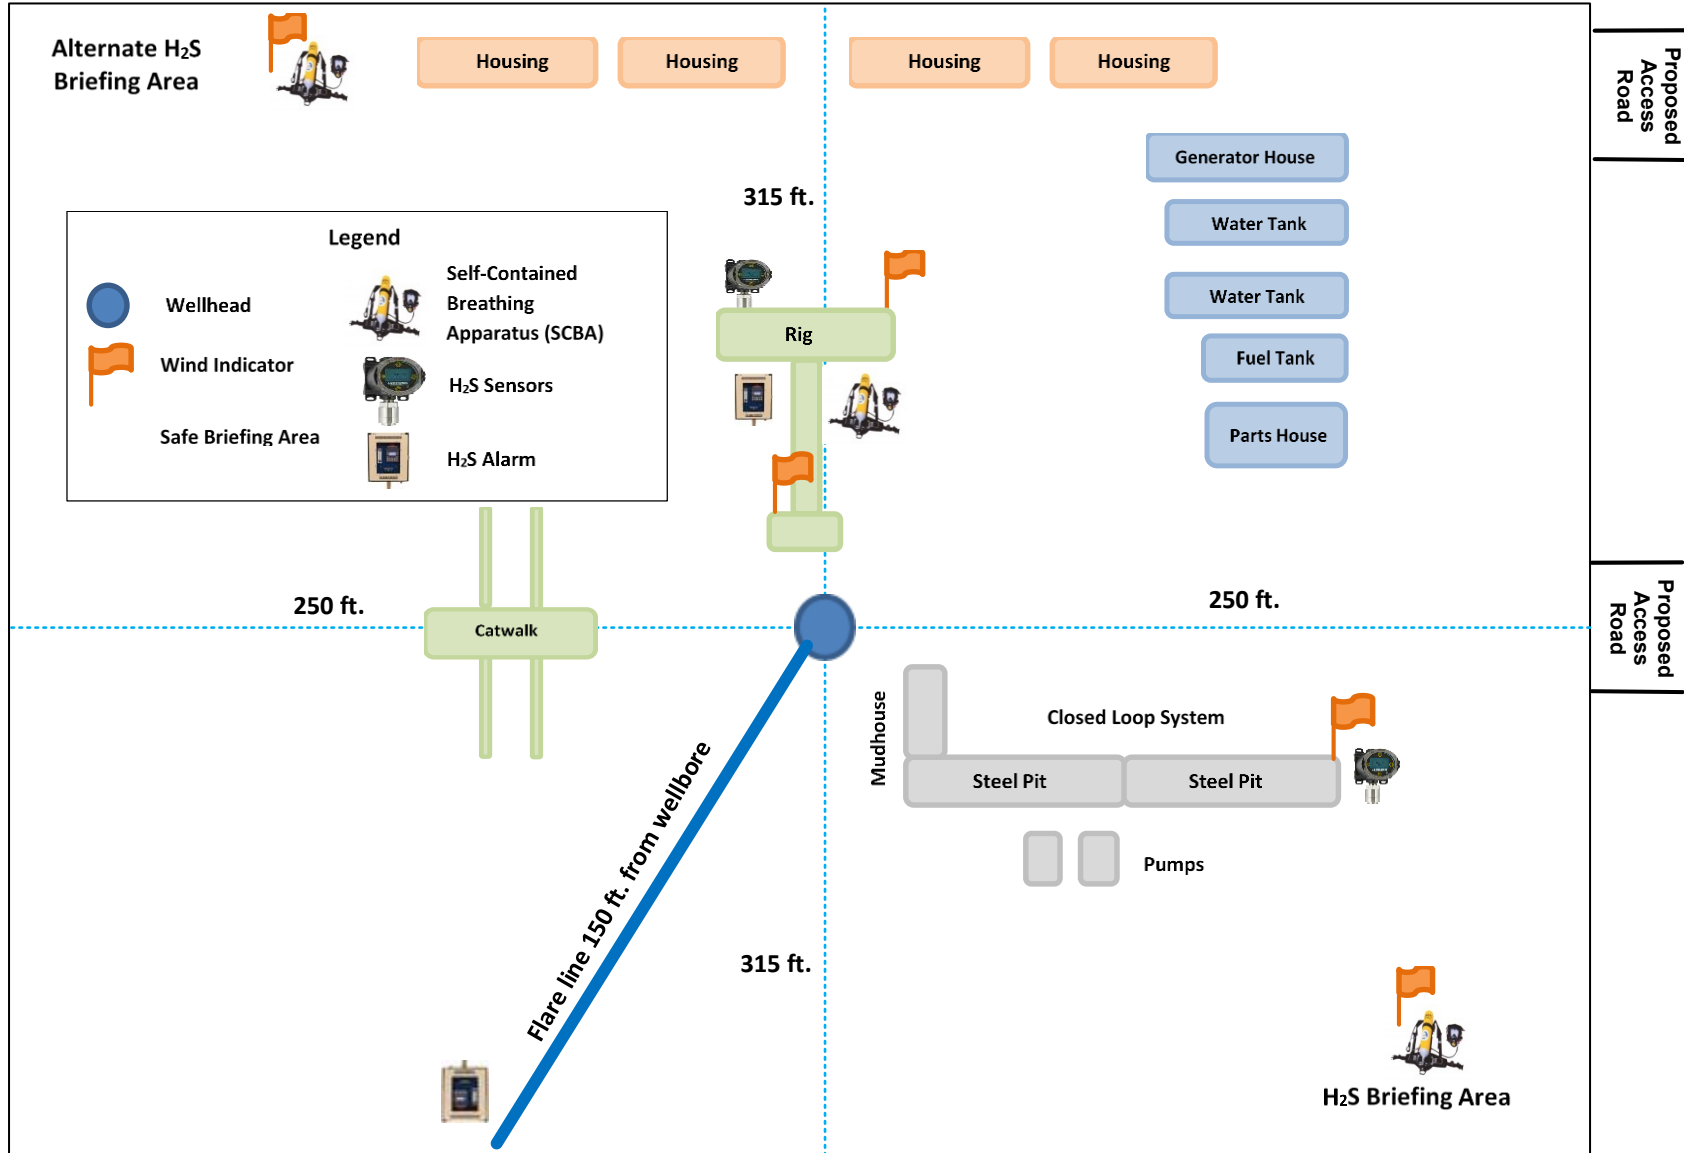 Alternate H₂S
Briefing Area
Housing
Housing
Housing
Housing
Proposed
Access
Road
Generator House
Water Tank
Water Tank
Fuel Tank
Parts House
315 ft.
Legend
Wellhead
Wind Indicator
Safe Briefing Area
Self-Contained
Breathing
Apparatus (SCBA)
H₂S Sensors
H₂S Alarm
Rig
250 ft.
Catwalk
250 ft.
Proposed
Access
Road
Mudhouse
Closed Loop System
Steel Pit
Steel Pit
Pumps
Flare line 150 ft. from wellbore
315 ft.
H₂S Briefing Area